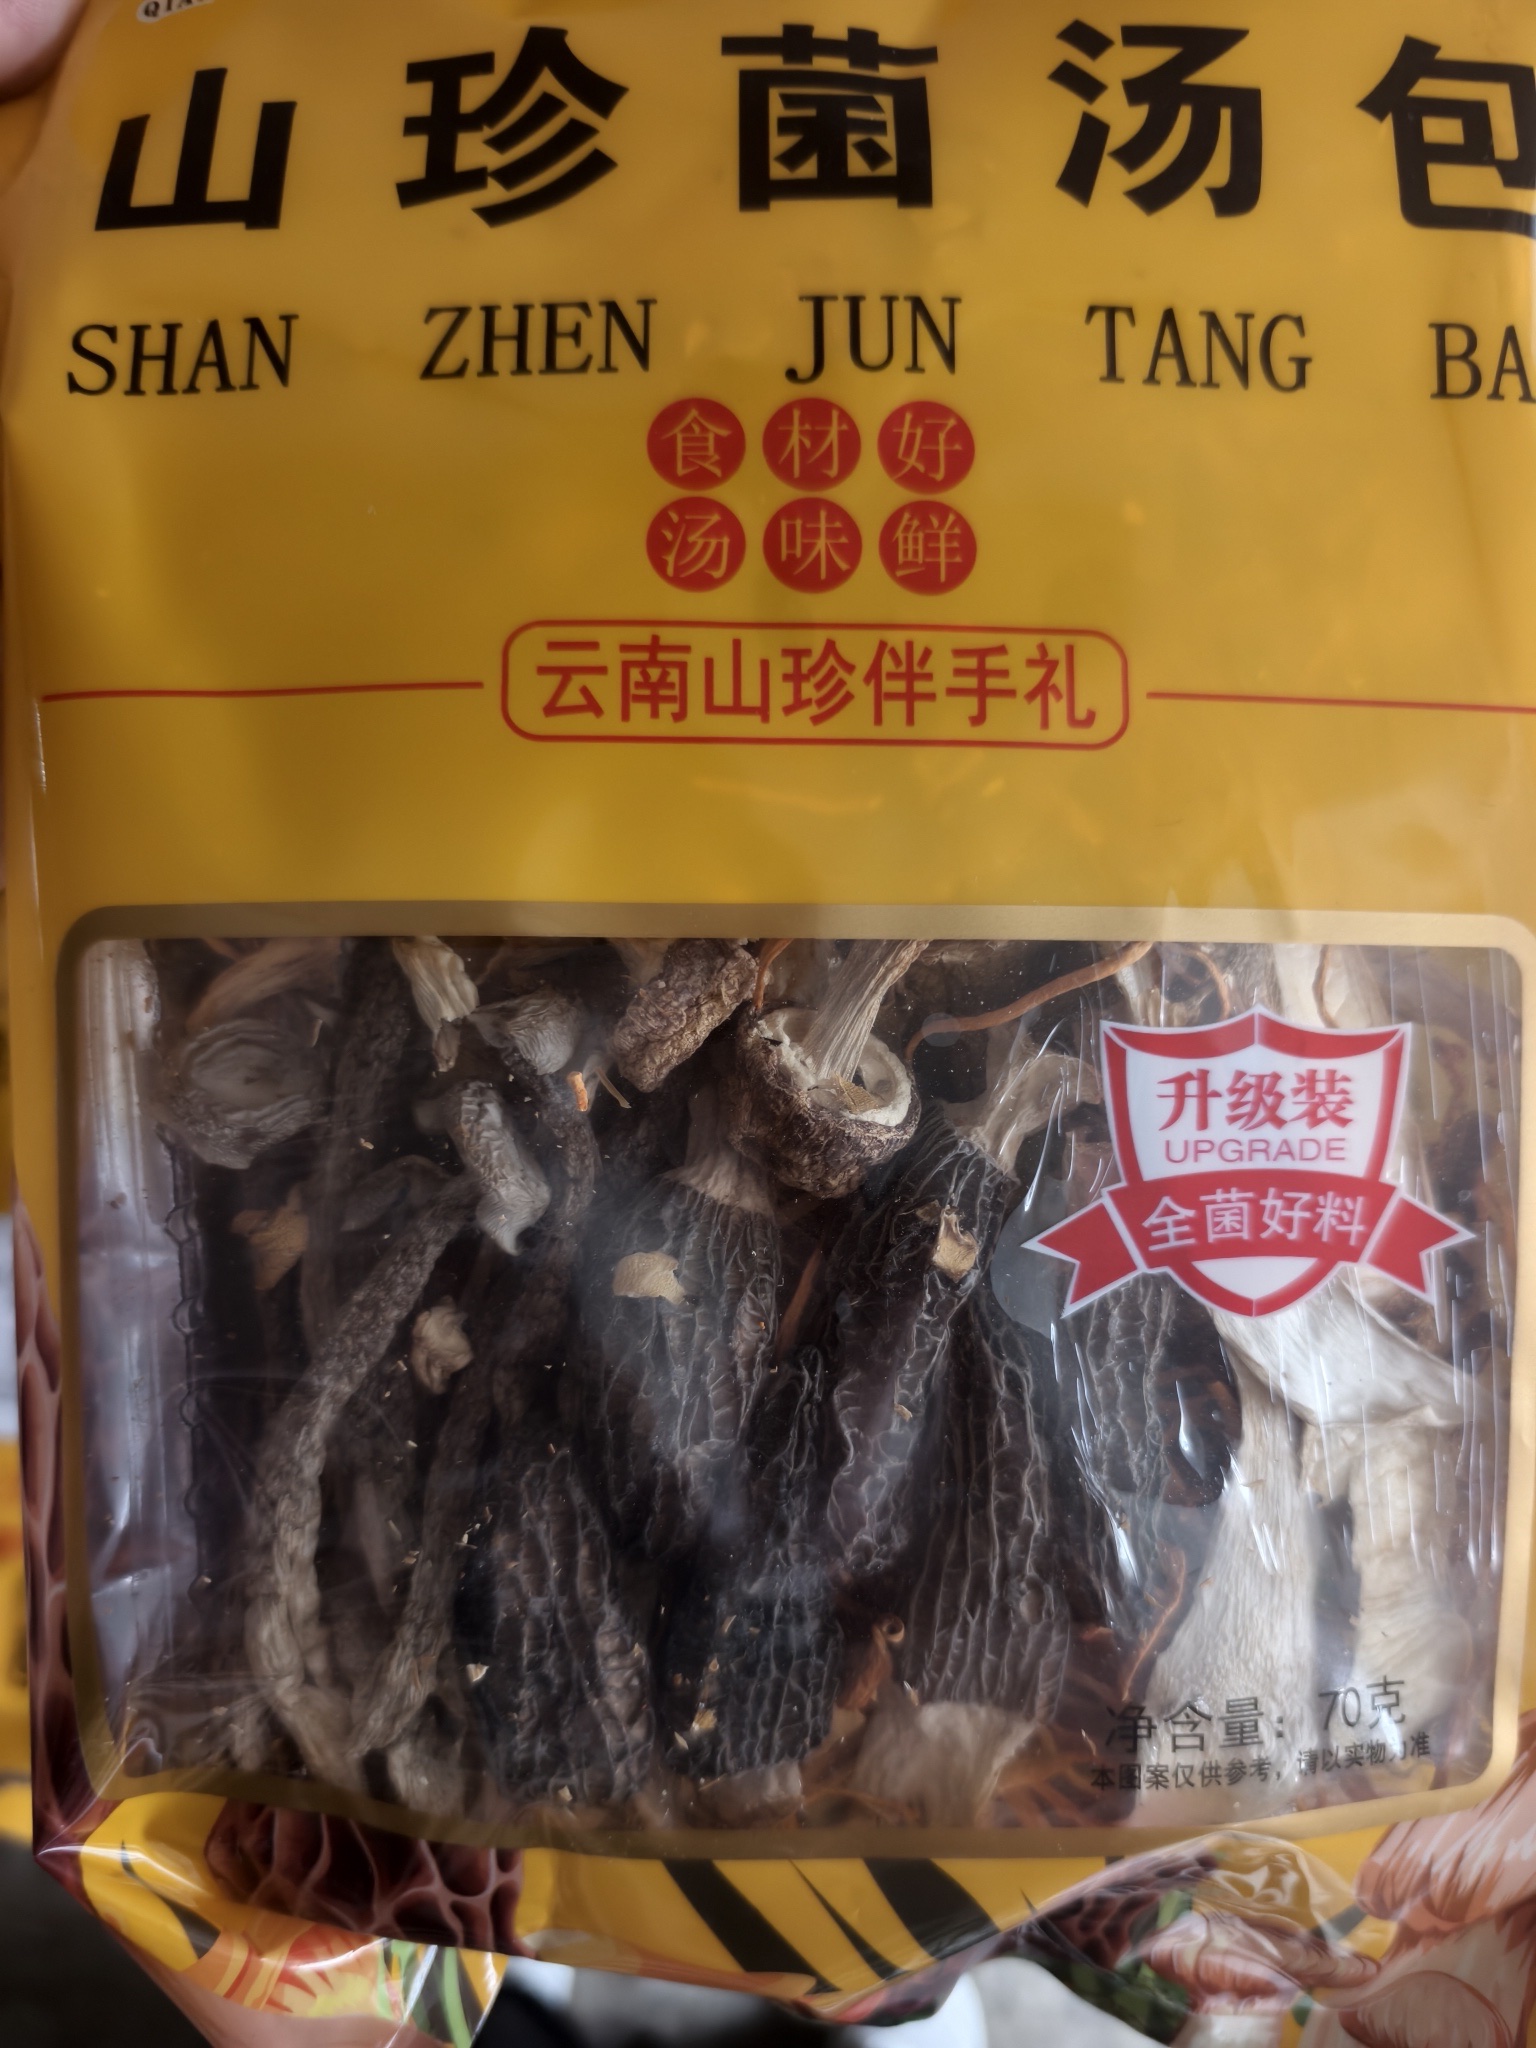 山珍菌汤包
SHAN ZHEN JUN TANG BA
食材好
汤味鲜
云南山珍伴手礼
升级装
UPGRADE
全菌好料
净含量：70克
本图案仅供参考，请以实物为准